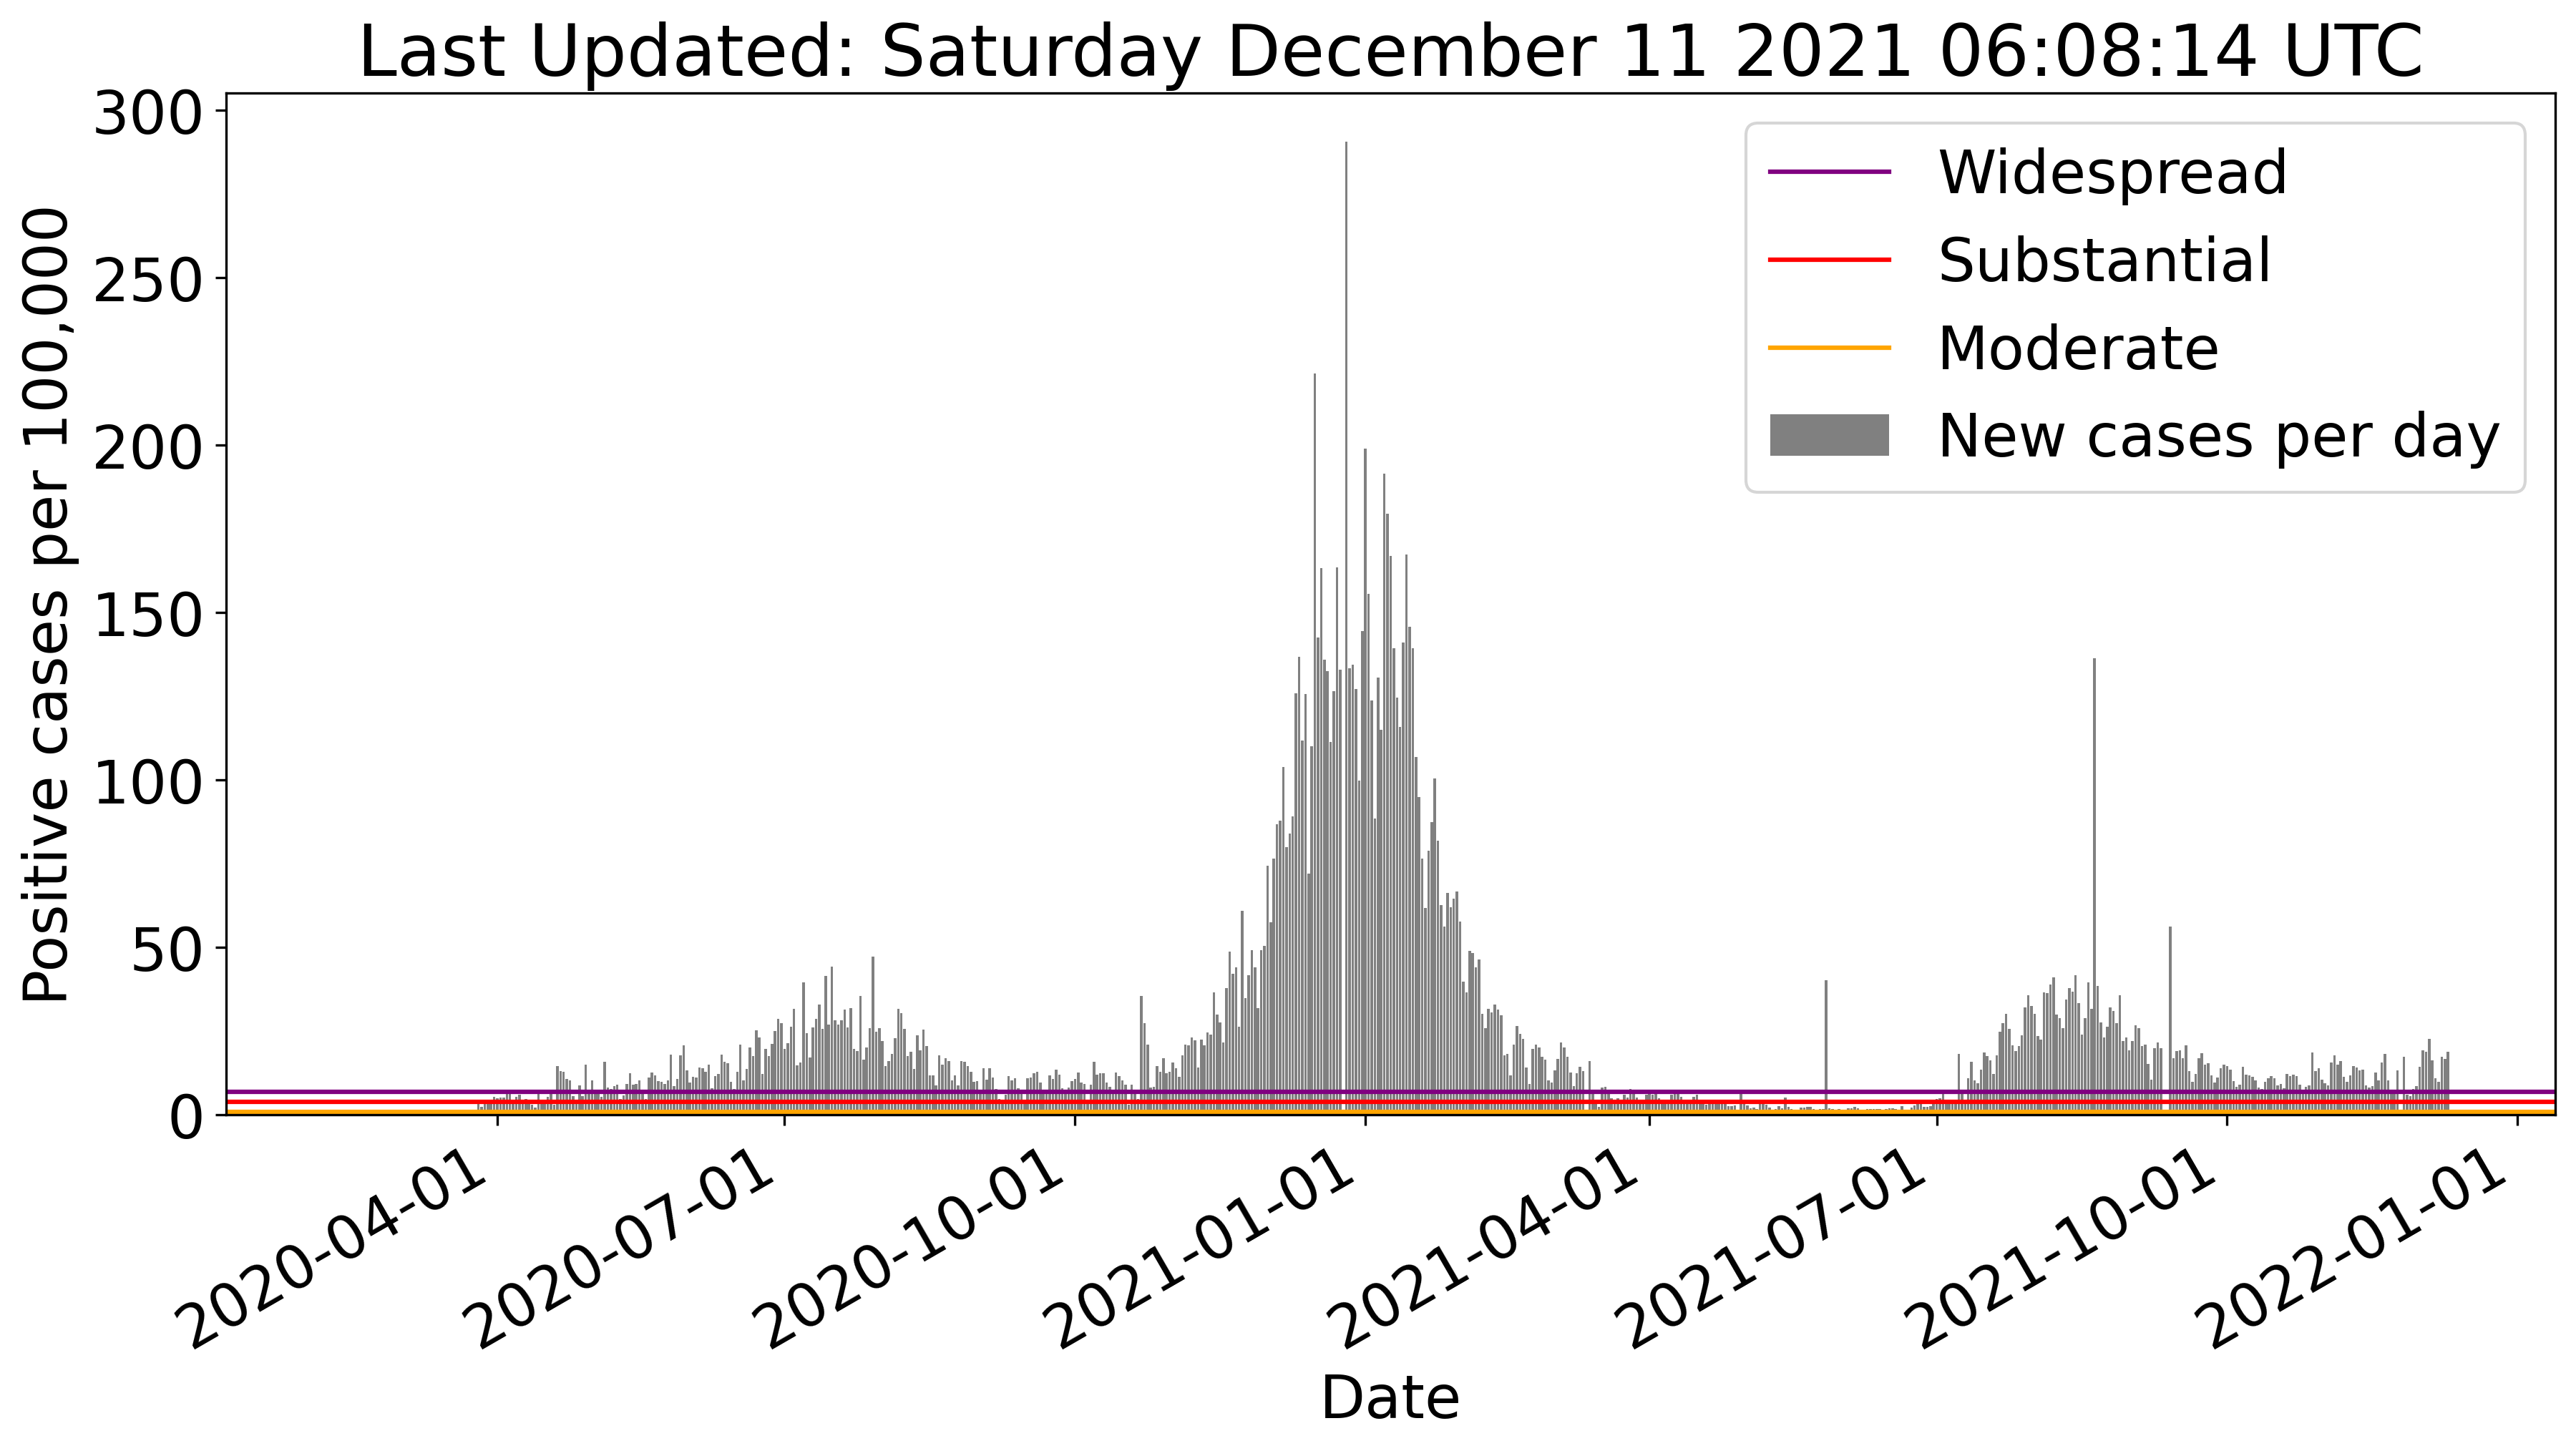 Last Updated: Saturday December 11 2021 06:08:14 UTC
Positive cases per 100,000
300
250
200
150
100
50
0
Widespread
Substantial
Moderate
New cases per day
2020-04-01
2020-07-01
2020-10-01
2021-01-01
2021-04-01
2021-07-01
2021-10-01
2022-01-01
Date